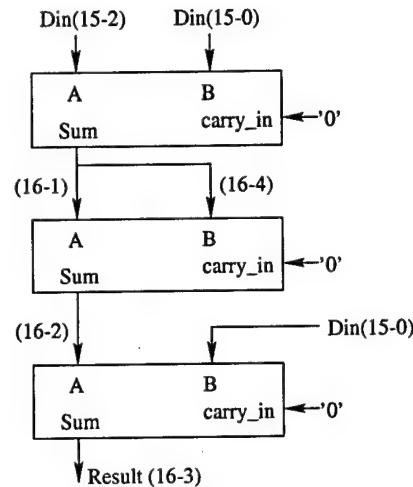 Din(15-2) Din(15-0)
A B
Sum carry_in '0'
(16-1) (16-4)
A B
Sum carry_in '0'
(16-2) Din(15-0)
A B
Sum carry_in '0'
Result (16-3)